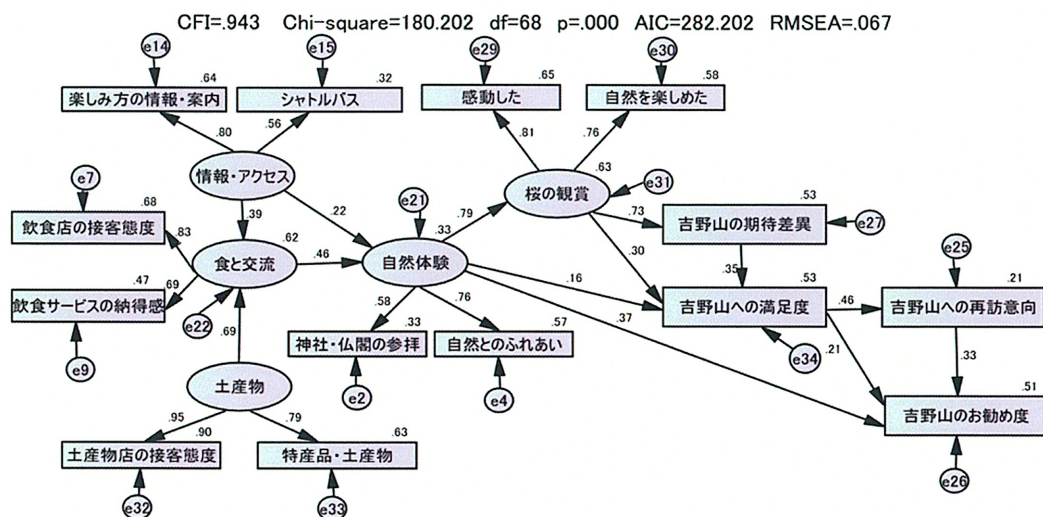 CFI=.943 Chi-square=180.202 df=68 p=.000 AIC=282.202 RMSEA=.067
e14
e15
e29
e30
.64
.32
.65
.58
楽しみ方の情報・案内
シャトルバス
感動した
自然を楽しめた
.80
.56
.81
.76
情報・アクセス
.63
桜の観賞
e31
e7
e21
.53
.68
飲食店の接客態度
.39
.22
.79
.73
吉野山の期待差異
e27
.83
.62
.33
.30
e25
食と交流
.46
自然体験
.35
.53
.21
.47
.69
.16
飲食サービスの納得感
e22
.58
.76
.37
吉野山への満足度
.46
吉野山への再訪意向
e9
.69
.33
.57
e34
.21
神社・仏閣の参拝
自然とのふれあい
.33
土産物
e2
e4
.51
.95
.90
.79
.63
吉野山のお勧め度
土産物店の接客態度
特産品・土産物
e32
e33
e26